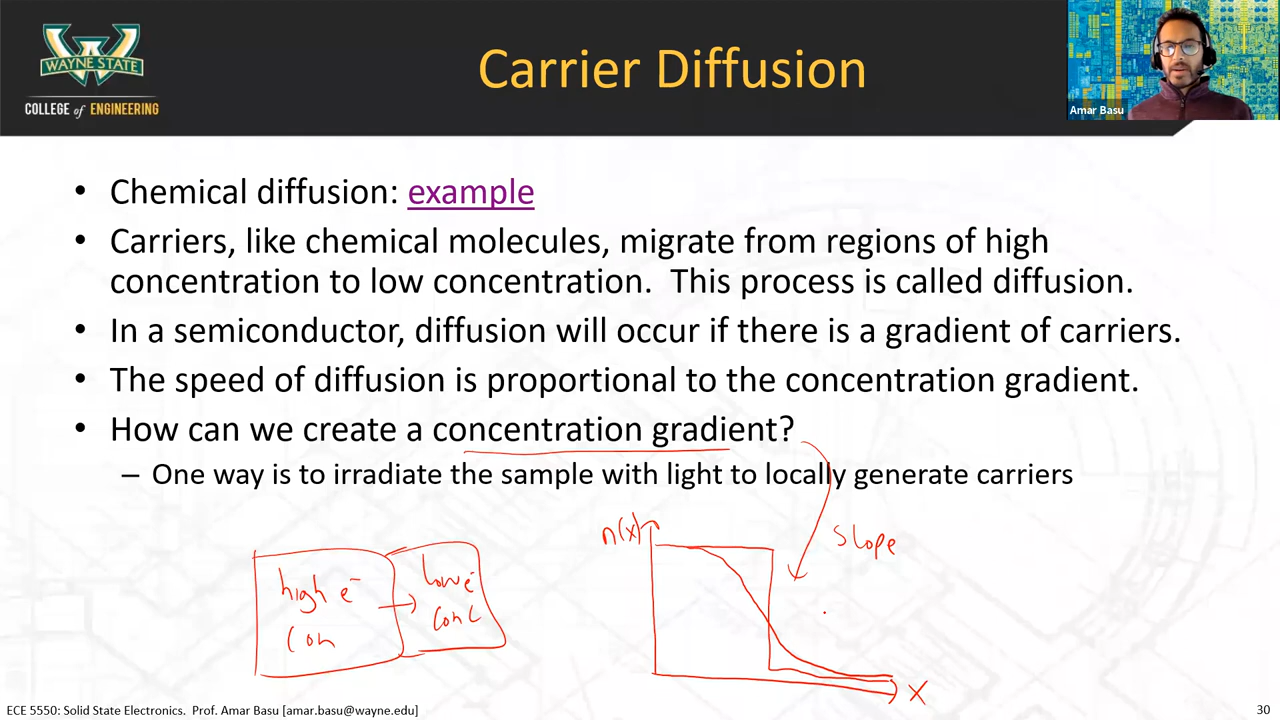 WAYNE STATE
COLLEGE of ENGINEERING
Carrier Diffusion
Amar Basu
• Chemical diffusion: example
• Carriers, like chemical molecules, migrate from regions of high
concentration to low concentration. This process is called diffusion.
• In a semiconductor, diffusion will occur if there is a gradient of carriers.
• The speed of diffusion is proportional to the concentration gradient.
• How can we create a concentration gradient?
– One way is to irradiate the sample with light to locally generate carriers
high e⁻
con
low e⁻
conc
n(x)
slope
x
ECE 5550: Solid State Electronics. Prof. Amar Basu [amar.basu@wayne.edu]
30